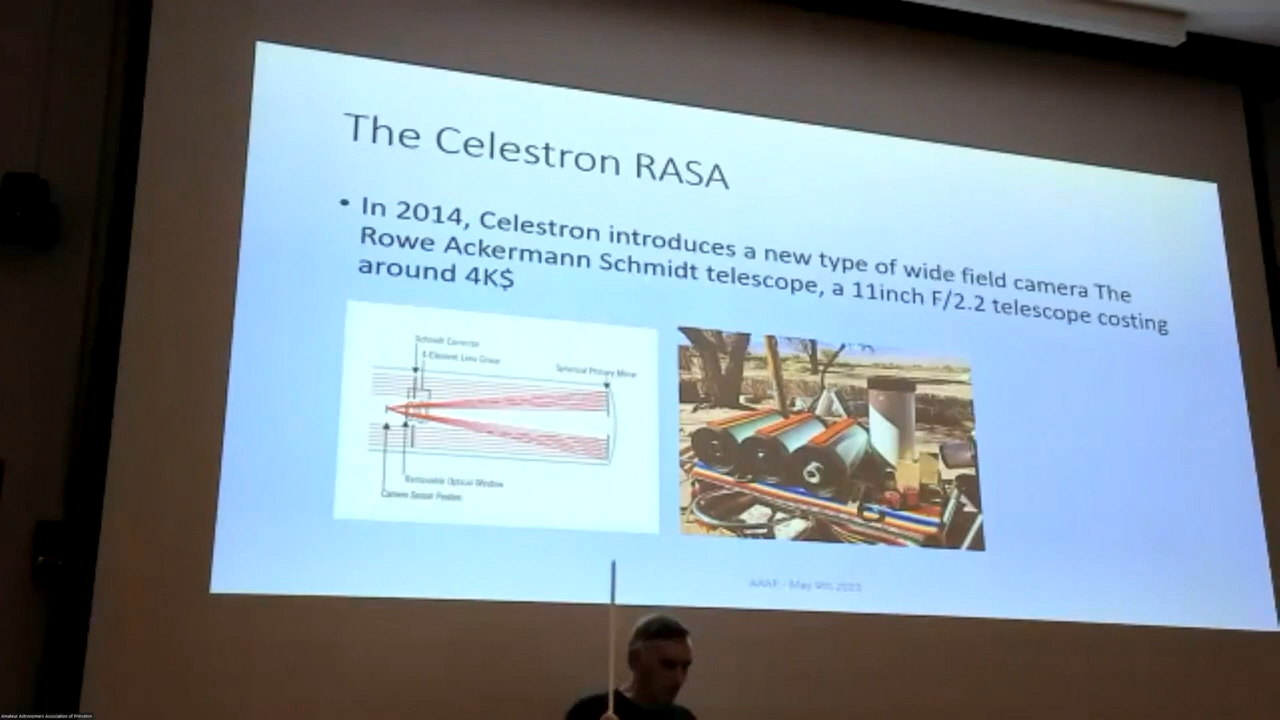 The Celestron RASA
• In 2014, Celestron introduces a new type of wide field camera The
Rowe Ackermann Schmidt telescope, a 11inch F/2.2 telescope costing
around 4K$
Schmidt Corrector
4-Element Lens Group
Spherical Primary Mirror
Removable Optical Window
Camera Sensor Position
AAAP - May 9th 2023
Amateur Astronomers Association of Princeton